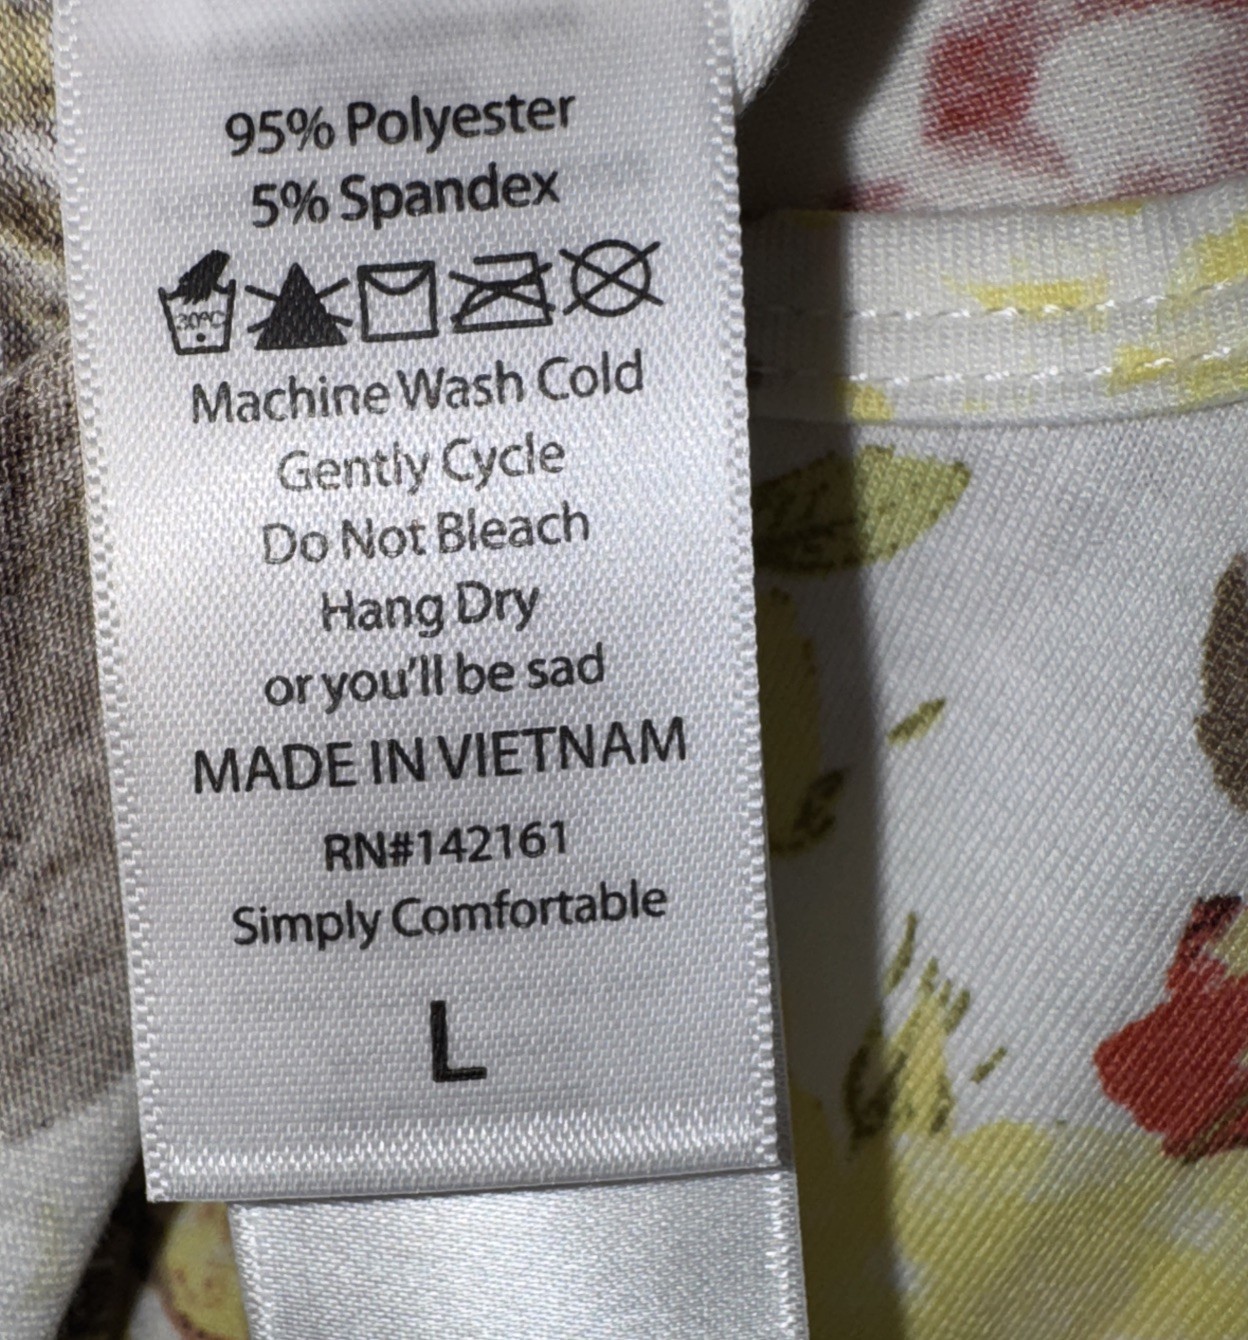 95% Polyester
5% Spandex
30°C
Machine Wash Cold
Gently Cycle
Do Not Bleach
Hang Dry
or you'll be sad
MADE IN VIETNAM
RN#142161
Simply Comfortable
L